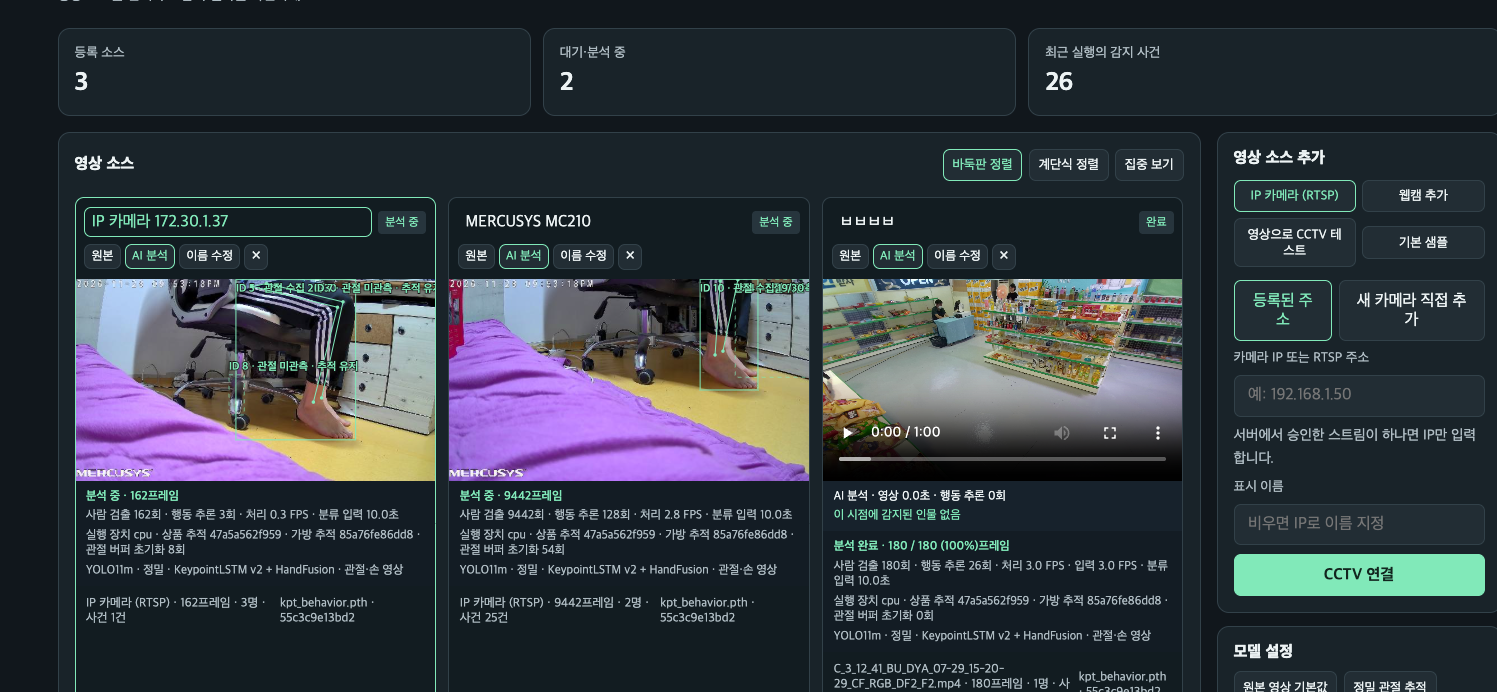 등록 소스
3
대기·분석 중
2
최근 실행의 감지 사건
26
영상 소스
바둑판 정렬
계단식 정렬
집중 보기
IP 카메라 172.30.1.37
분석 중
원본
AI 분석
이름 수정
×
ID 8 · 관절 미관측 · 추적 유지
MERCUSYS
분석 중 · 162프레임
사람 검출 162회 · 행동 추론 3회 · 처리 0.3 FPS · 분류 입력 10.0초
실행 장치 cpu · 상품 추적 47a5a562f959 · 가방 추적 85a76fe86dd8 ·
관절 버퍼 초기화 8회
YOLO11m · 정밀 · KeypointLSTM v2 + HandFusion · 관절·손 영상
IP 카메라 (RTSP) · 162프레임 · 3명 ·
사건 1건
kpt_behavior.pth ·
55c3c9e13bd2
MERCUSYS MC210
분석 중
원본
AI 분석
이름 수정
×
ID 10 · 관절 수집19/30
MERCUSYS
분석 중 · 9442프레임
사람 검출 9442회 · 행동 추론 128회 · 처리 2.8 FPS · 분류 입력 10.0초
실행 장치 cpu · 상품 추적 47a5a562f959 · 가방 추적 85a76fe86dd8 ·
관절 버퍼 초기화 54회
YOLO11m · 정밀 · KeypointLSTM v2 + HandFusion · 관절·손 영상
IP 카메라 (RTSP) · 9442프레임 · 2명 ·
사건 25건
kpt_behavior.pth ·
55c3c9e13bd2
ㅂㅂㅂㅂ
완료
원본
AI 분석
이름 수정
×
OPEN
0:00 / 1:00
AI 분석 · 영상 0.0초 · 행동 추론 0회
이 시점에 감지된 인물 없음
분석 완료 · 180 / 180 (100%)프레임
사람 검출 180회 · 행동 추론 26회 · 처리 3.0 FPS · 입력 3.0 FPS · 분류
입력 10.0초
실행 장치 cpu · 상품 추적 47a5a562f959 · 가방 추적 85a76fe86dd8 ·
관절 버퍼 초기화 0회
YOLO11m · 정밀 · KeypointLSTM v2 + HandFusion · 관절·손 영상
C_3_12_41_BU_DYA_07-29_15-20-
29_CF_RGB_DF2_F2.mp4 · 180프레임 · 1명 · 사
kpt_behavior.pth
· 55c3c9e13bd2
영상 소스 추가
IP 카메라 (RTSP)
웹캠 추가
영상으로 CCTV 테
스트
기본 샘플
등록된 주
소
새 카메라 직접 추
가
카메라 IP 또는 RTSP 주소
예: 192.168.1.50
서버에서 승인한 스트림이 하나면 IP만 입력
합니다.
표시 이름
비우면 IP로 이름 지정
CCTV 연결
모델 설정
원본 영상 기본값
정밀 관절 추적